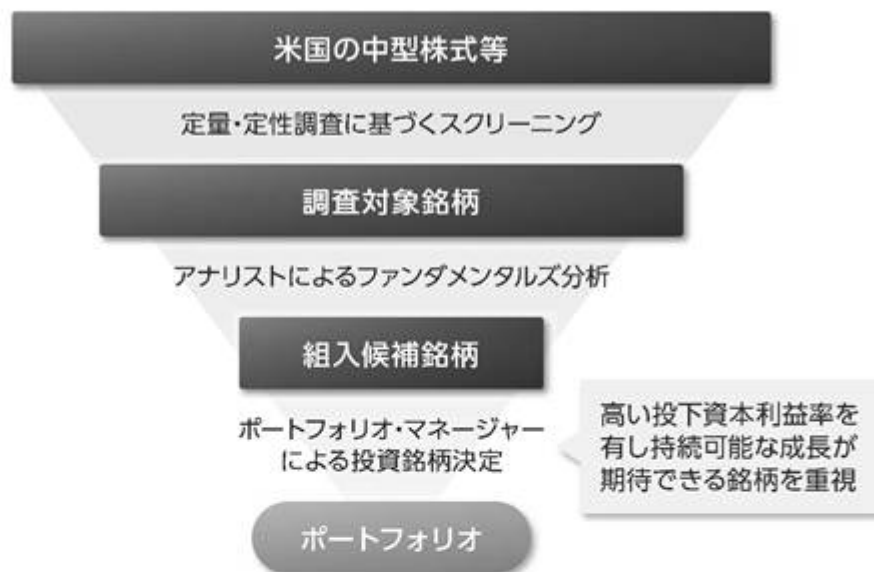 米国の中型株式等
定量・定性調査に基づくスクリーニング
調査対象銘柄
アナリストによるファンダメンタルズ分析
組入候補銘柄
ポートフォリオ・マネージャー
による投資銘柄決定
高い投下資本利益率を
有し持続可能な成長が
期待できる銘柄を重視
ポートフォリオ